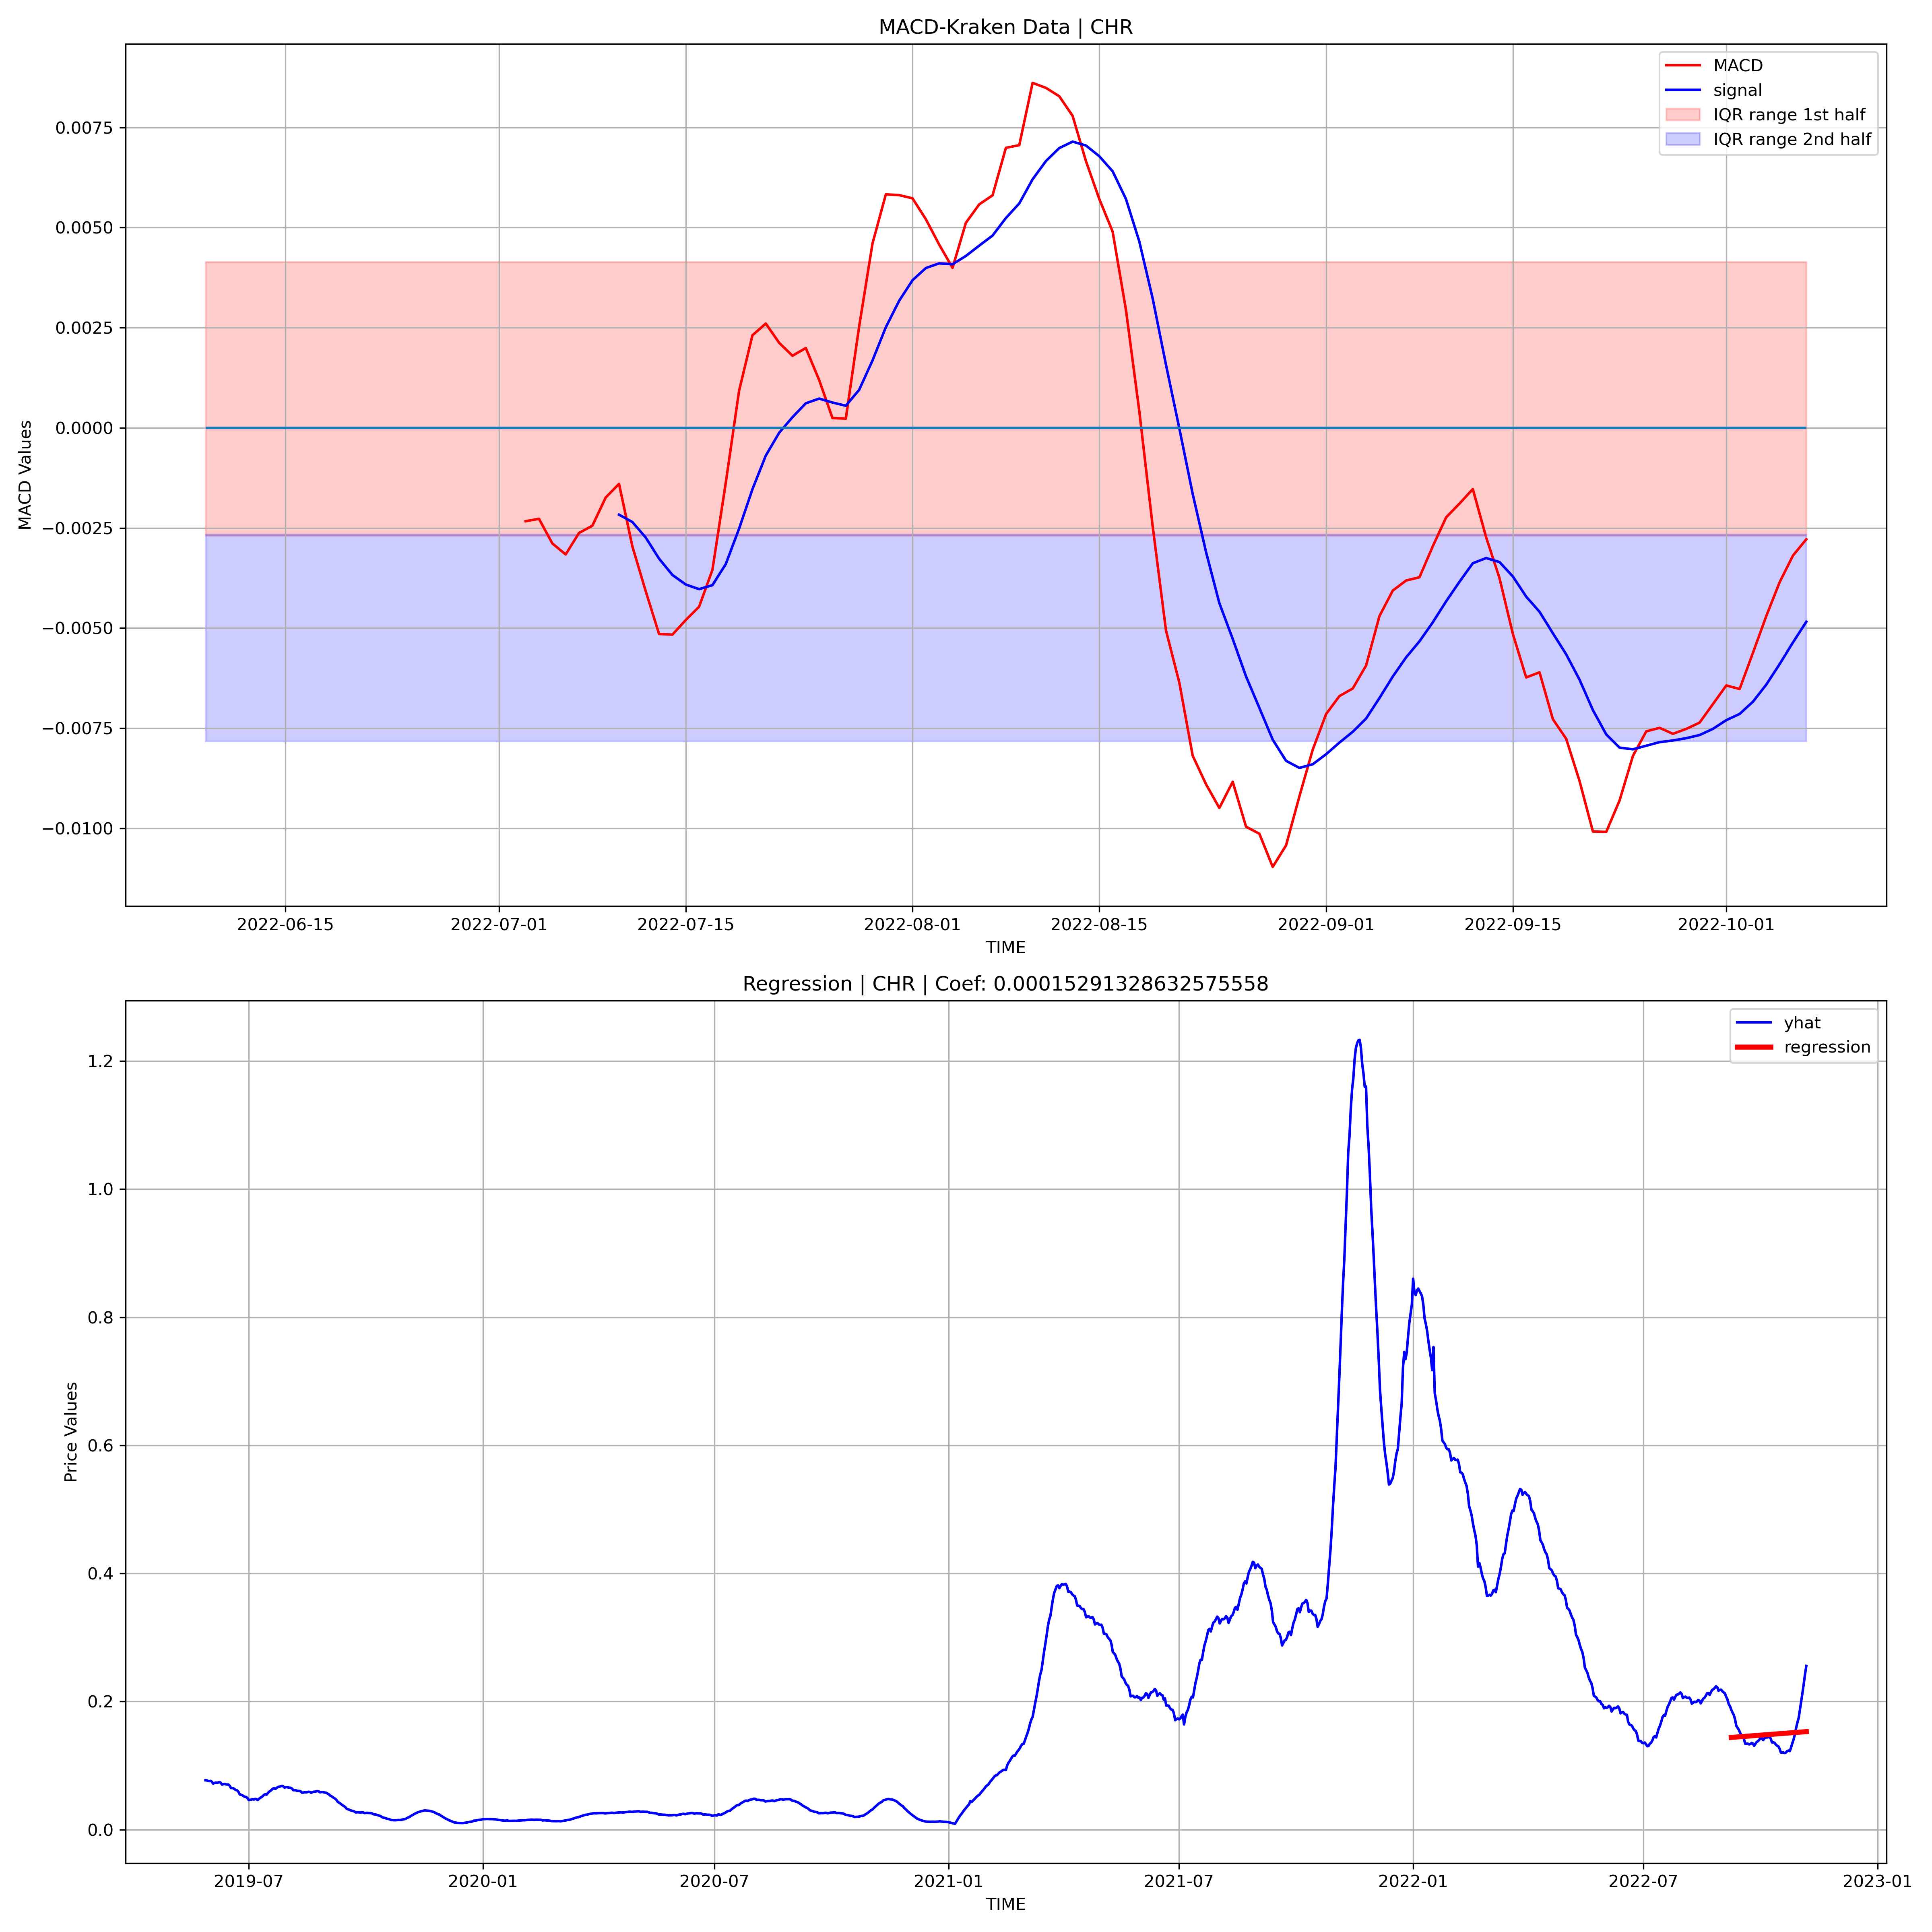 MACD-Kraken Data | CHR
MACD
signal
IQR range 1st half
IQR range 2nd half
0.0075
0.0050
0.0025
0.0000
−0.0025
−0.0050
−0.0075
−0.0100
MACD Values
2022-06-15 2022-07-01 2022-07-15 2022-08-01 2022-08-15 2022-09-01 2022-09-15 2022-10-01
TIME
Regression | CHR | Coef: 0.00015291328632575558
yhat
regression
1.2
1.0
0.8
0.6
0.4
0.2
0.0
Price Values
2019-07 2020-01 2020-07 2021-01 2021-07 2022-01 2022-07 2023-01
TIME